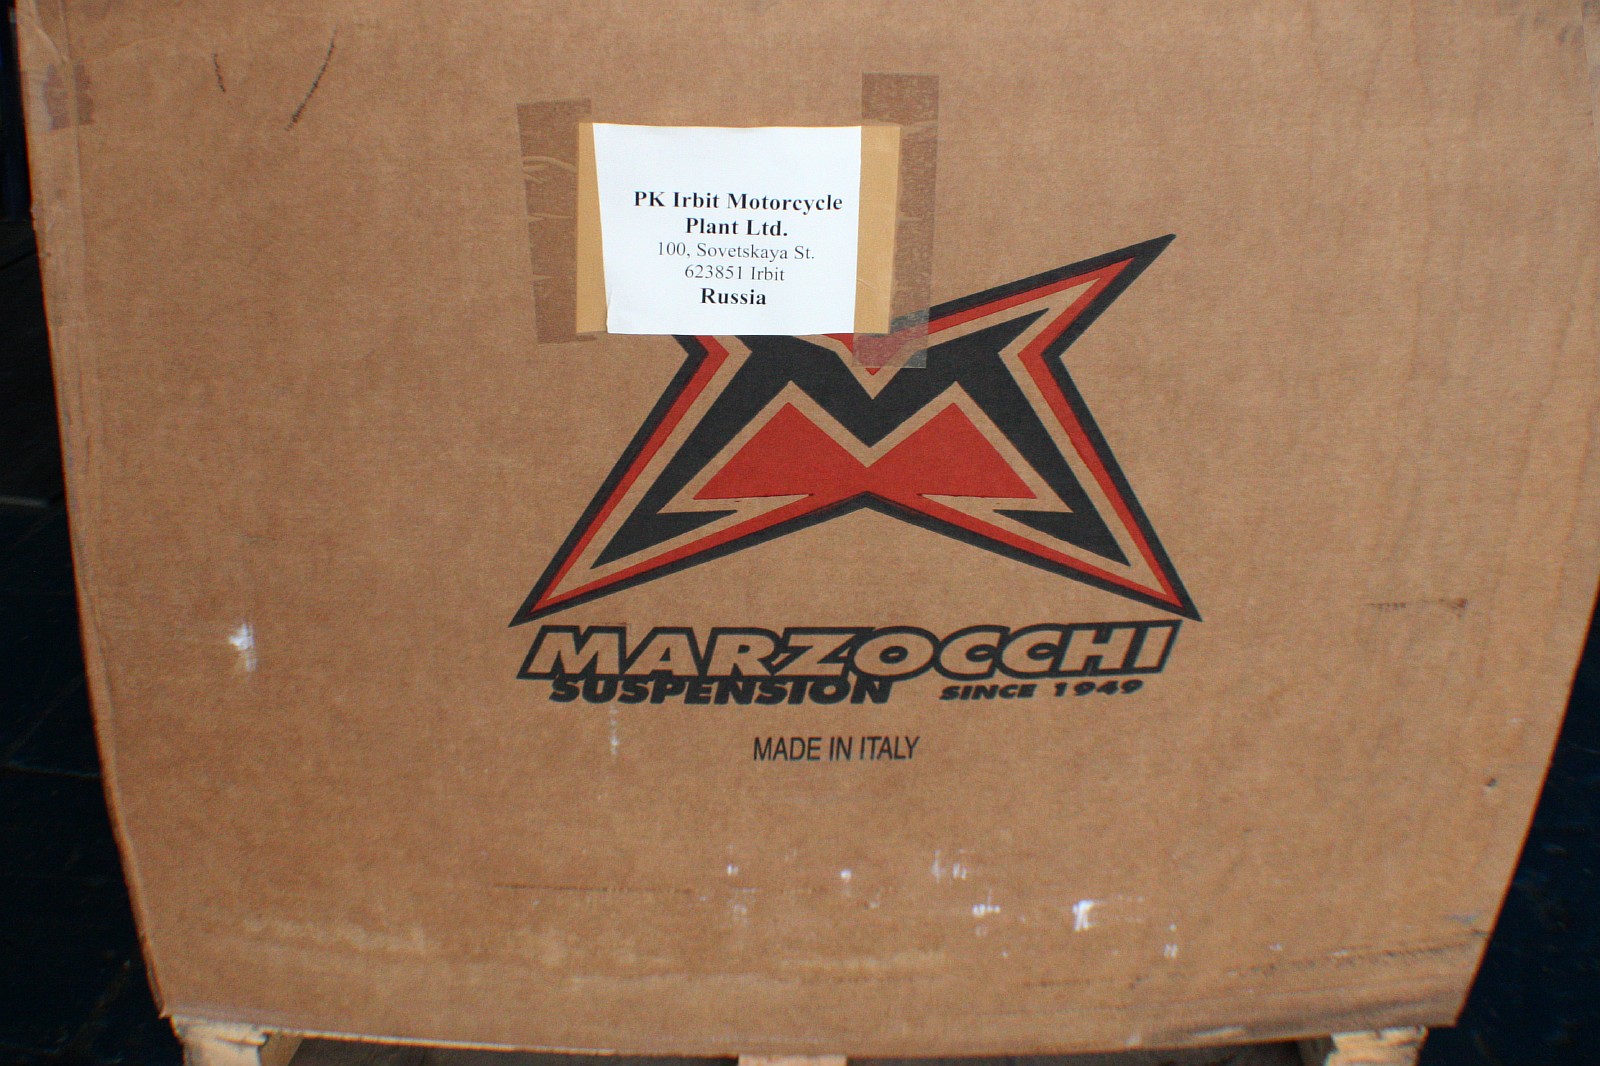 PK Irbit Motorcycle
Plant Ltd.
100, Sovetskaya St.
623851 Irbit
Russia
MARZOCCHI
SUSPENSION SINCE 1949
MADE IN ITALY